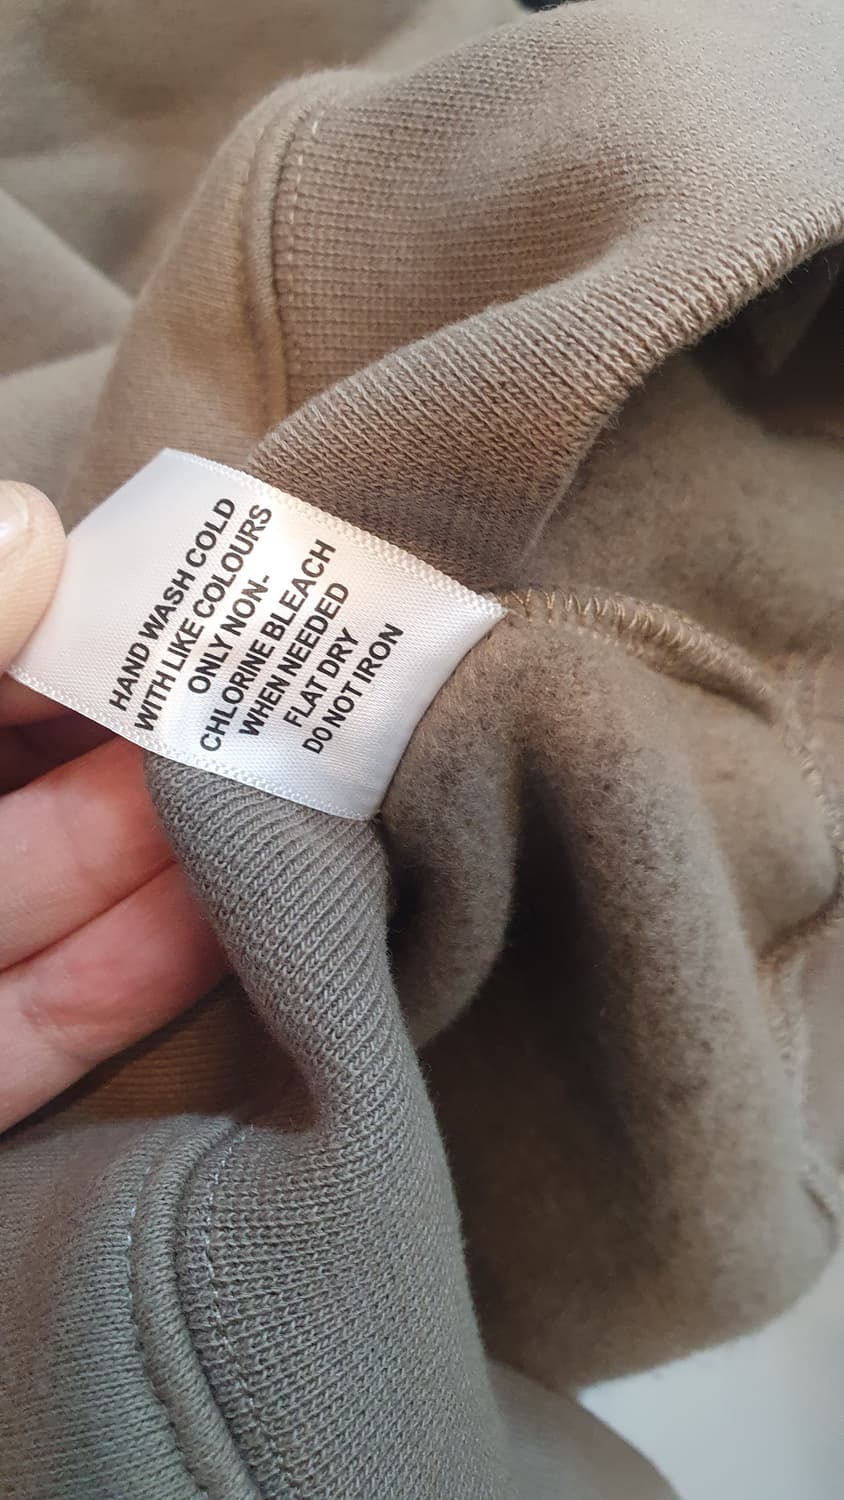 HAND WASH COLD
WITH LIKE COLOURS
ONLY NON-
CHLORINE BLEACH
WHEN NEEDED
FLAT DRY
DO NOT IRON